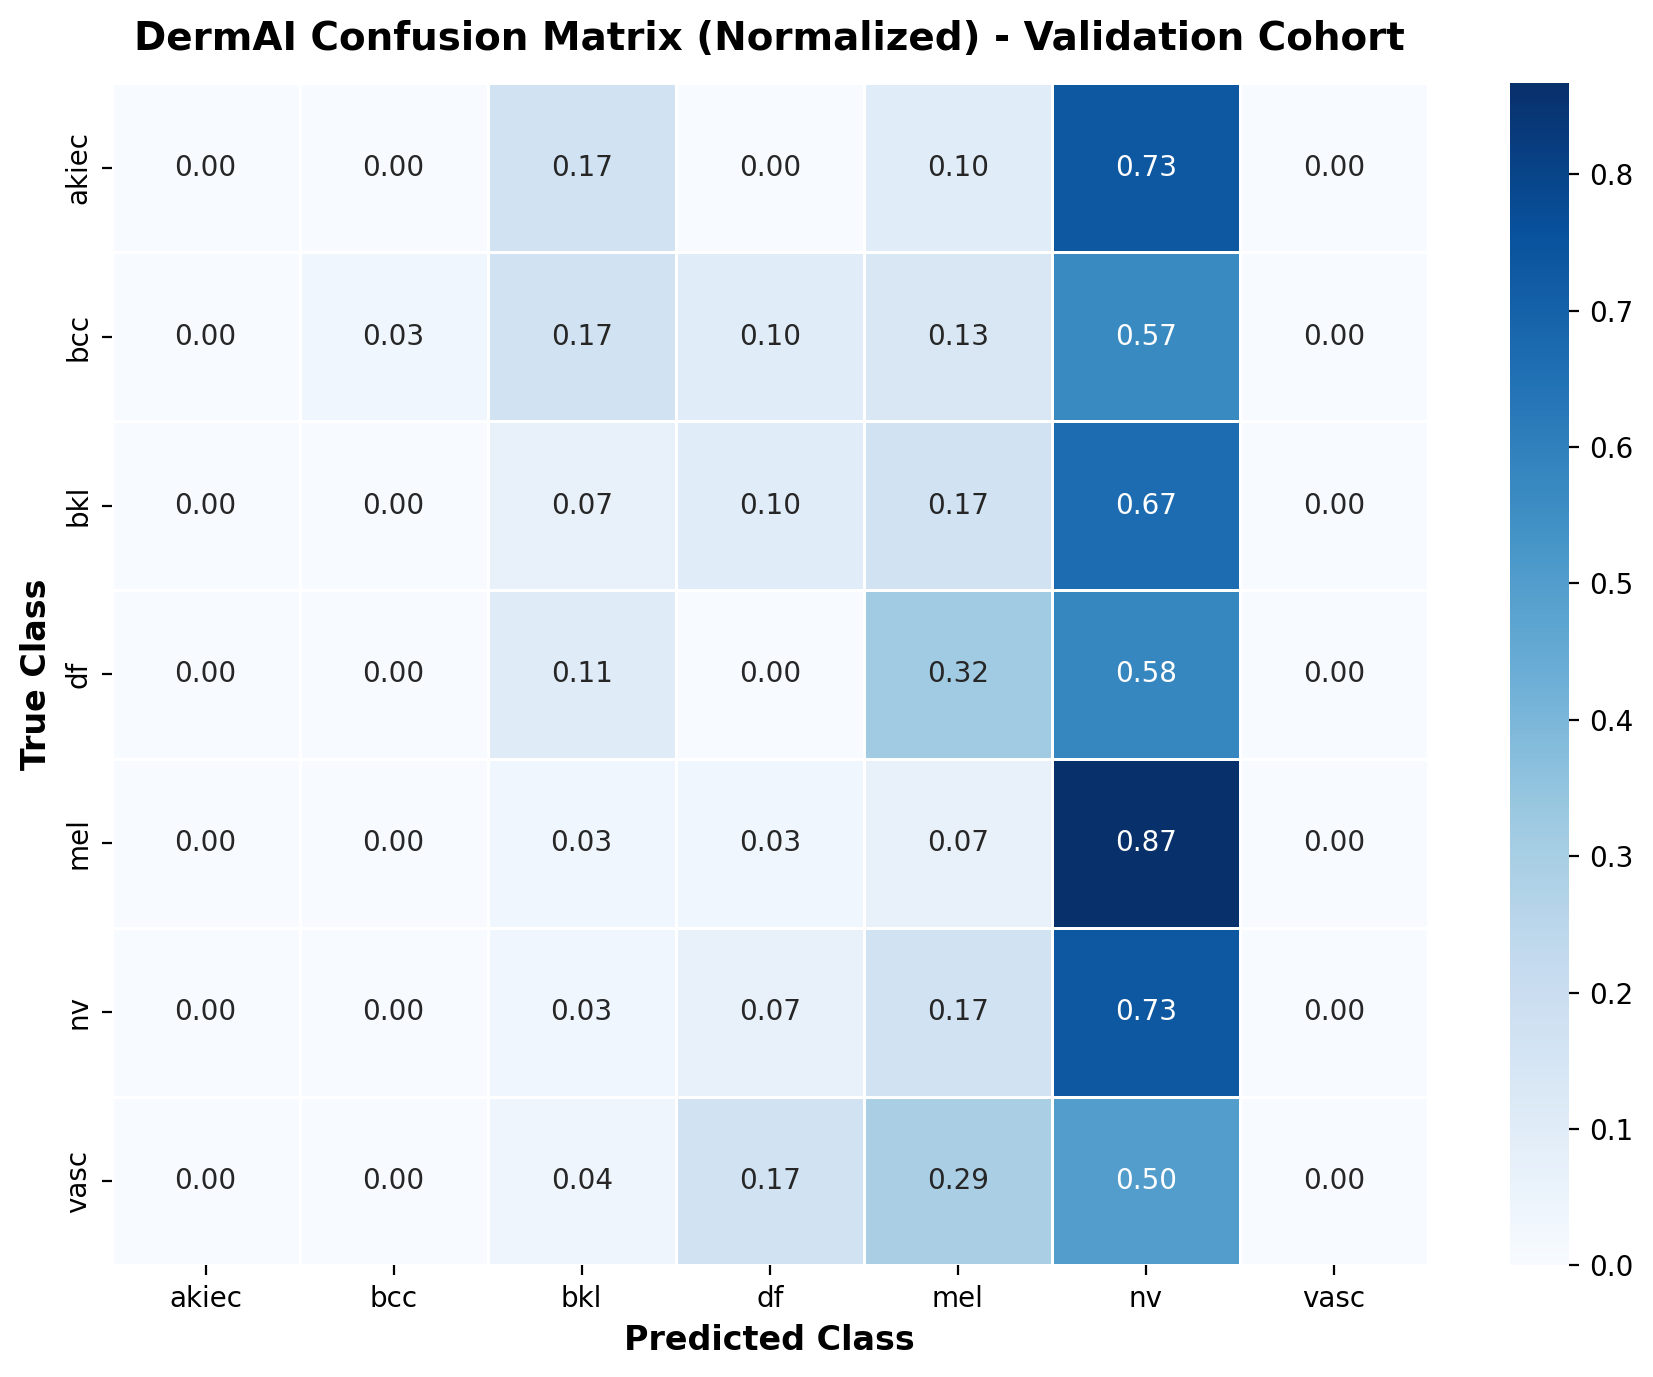 DermAI Confusion Matrix (Normalized) - Validation Cohort
True Class
akiec 0.00 0.00 0.17 0.00 0.10 0.73 0.00
bcc 0.00 0.03 0.17 0.10 0.13 0.57 0.00
bkl 0.00 0.00 0.07 0.10 0.17 0.67 0.00
df 0.00 0.00 0.11 0.00 0.32 0.58 0.00
mel 0.00 0.00 0.03 0.03 0.07 0.87 0.00
nv 0.00 0.00 0.03 0.07 0.17 0.73 0.00
vasc 0.00 0.00 0.04 0.17 0.29 0.50 0.00
akiec bcc bkl df mel nv vasc
Predicted Class
0.8
0.7
0.6
0.5
0.4
0.3
0.2
0.1
0.0